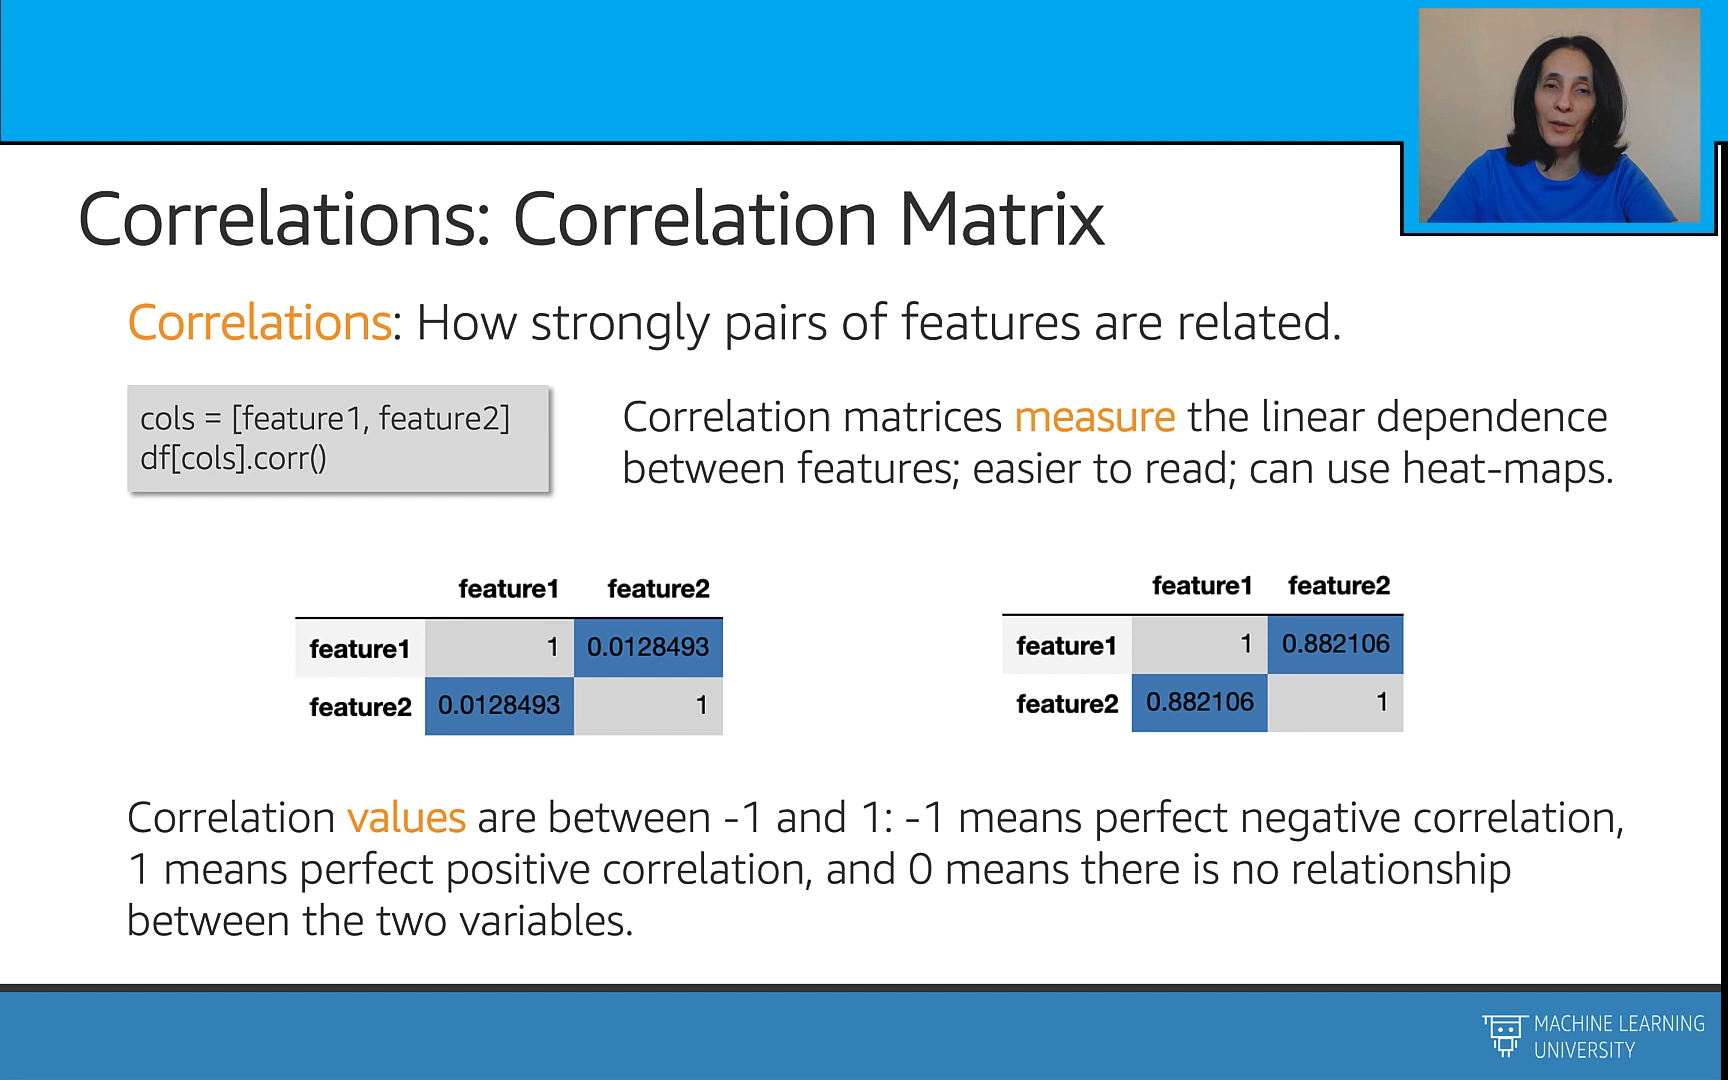 Correlations: Correlation Matrix
Correlations: How strongly pairs of features are related.
cols = [feature1, feature2]
df[cols].corr()
Correlation matrices measure the linear dependence
between features; easier to read; can use heat-maps.
feature1 feature2
feature1 1 0.0128493
feature2 0.0128493 1
feature1 feature2
feature1 1 0.882106
feature2 0.882106 1
Correlation values are between -1 and 1: -1 means perfect negative correlation,
1 means perfect positive correlation, and 0 means there is no relationship
between the two variables.
MACHINE LEARNING
UNIVERSITY